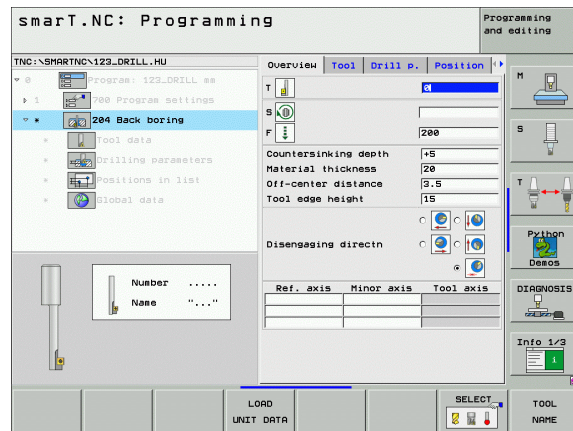 smarT.NC: Programming
Programming
and editing
TNC:\SMARTNC\123_DRILL.HU
0 Program: 123_DRILL mm
1 700 Program settings
* 204 Back boring
* Tool data
* Drilling parameters
* Positions in list
* Global data
Overview Tool Drill p. Position
T 0
S
F 200
Countersinking depth +5
Material thickness 20
Off-center distance 3.5
Tool edge height 15
Disengaging directn
Ref. axis Minor axis Tool axis
Number .....
Name "..."
M
S
T
Python
Demos
DIAGNOSIS
Info 1/3
LOAD
UNIT DATA
SELECT
TOOL
NAME